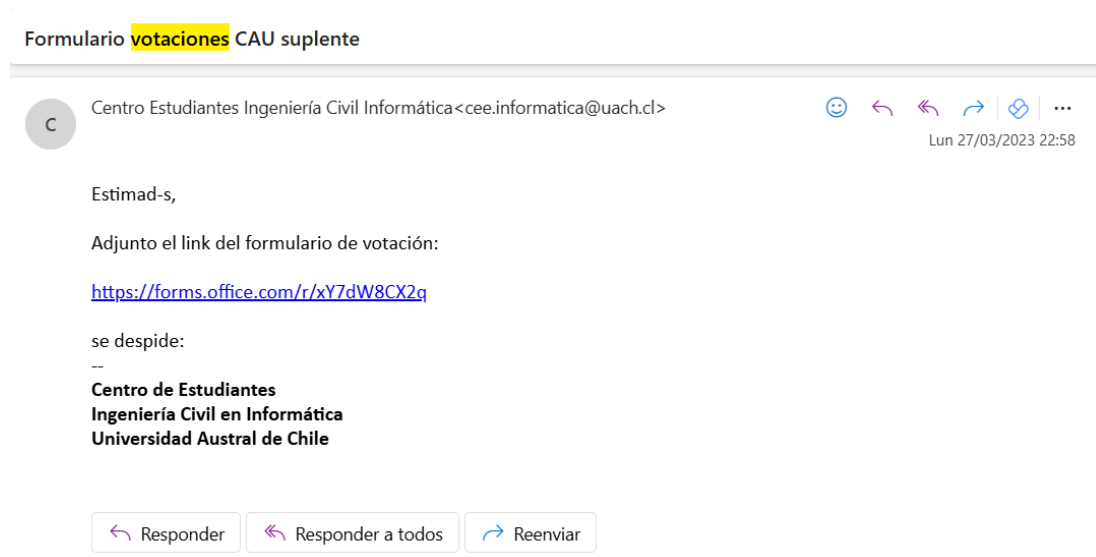 Formulario votaciones CAU suplente
C
Centro Estudiantes Ingeniería Civil Informática<cee.informatica@uach.cl>
Lun 27/03/2023 22:58
Estimad-s,
Adjunto el link del formulario de votación:
https://forms.office.com/r/xY7dW8CX2q
se despide:
--
Centro de Estudiantes
Ingeniería Civil en Informática
Universidad Austral de Chile
Responder Responder a todos Reenviar